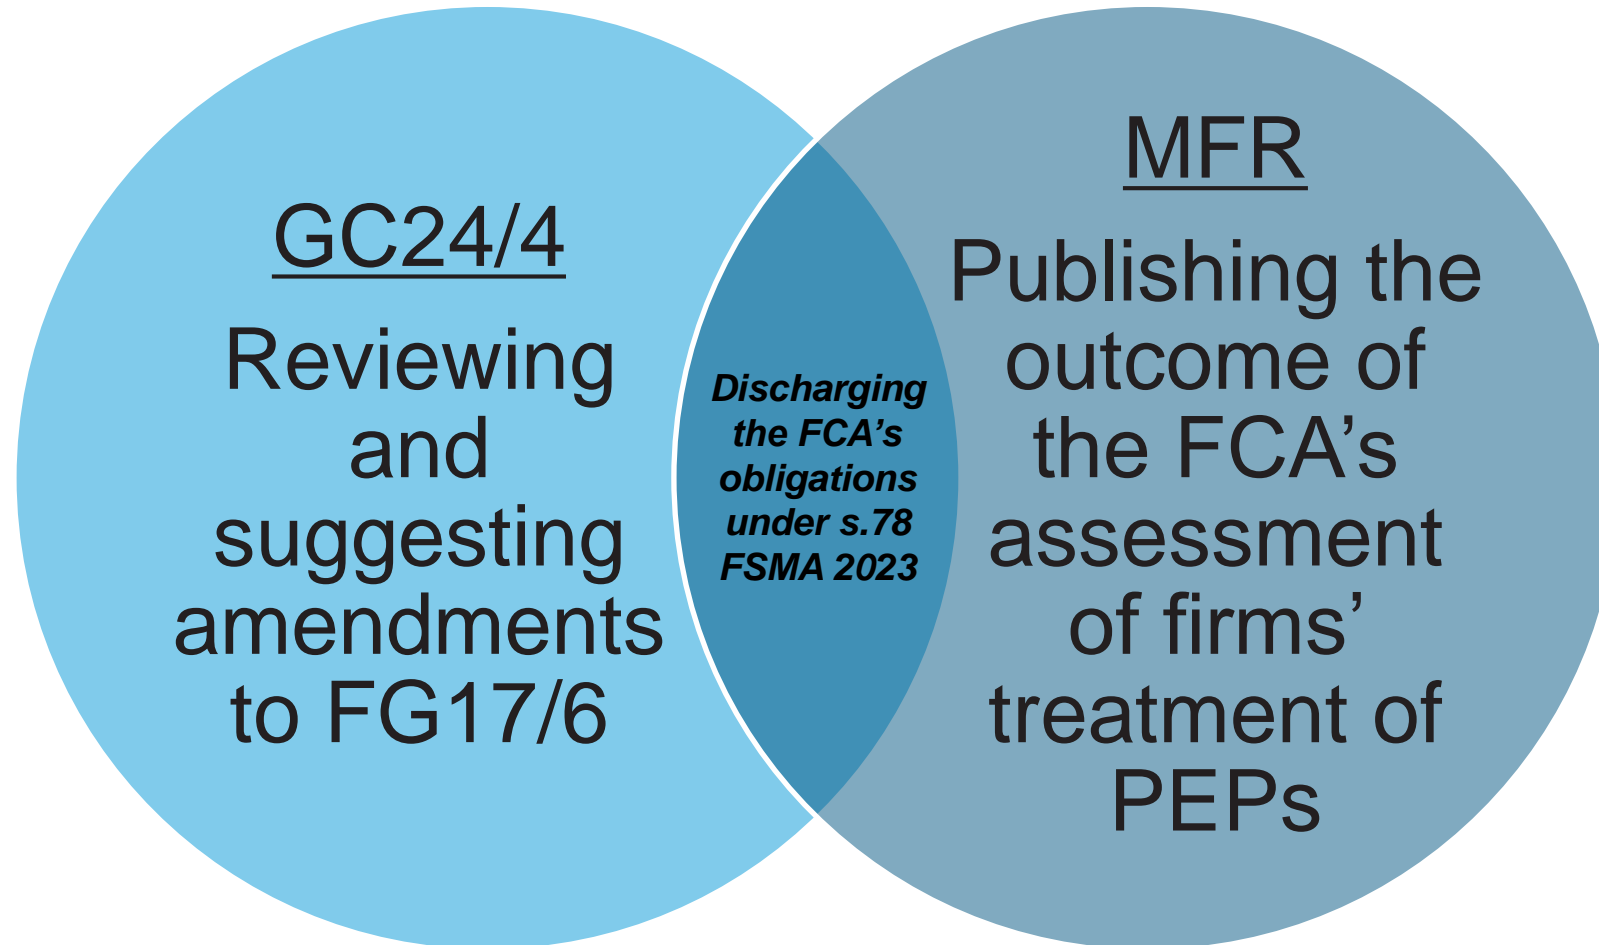 GC24/4
Reviewing
and
suggesting
amendments
to FG17/6
Discharging
the FCA’s
obligations
under s.78
FSMA 2023
MFR
Publishing the
outcome of
the FCA’s
assessment
of firms’
treatment of
PEPs